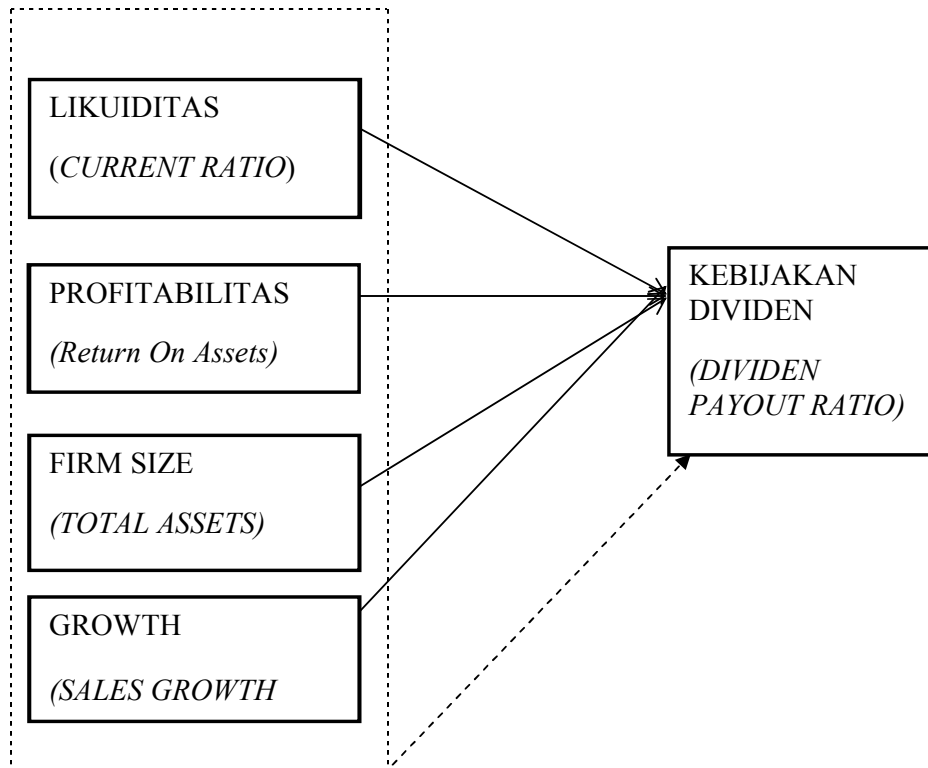 LIKUIDITAS
(CURRENT RATIO)
PROFITABILITAS
(Return On Assets)
FIRM SIZE
(TOTAL ASSETS)
GROWTH
(SALES GROWTH
KEBIJAKAN
DIVIDEN
(DIVIDEN
PAYOUT RATIO)